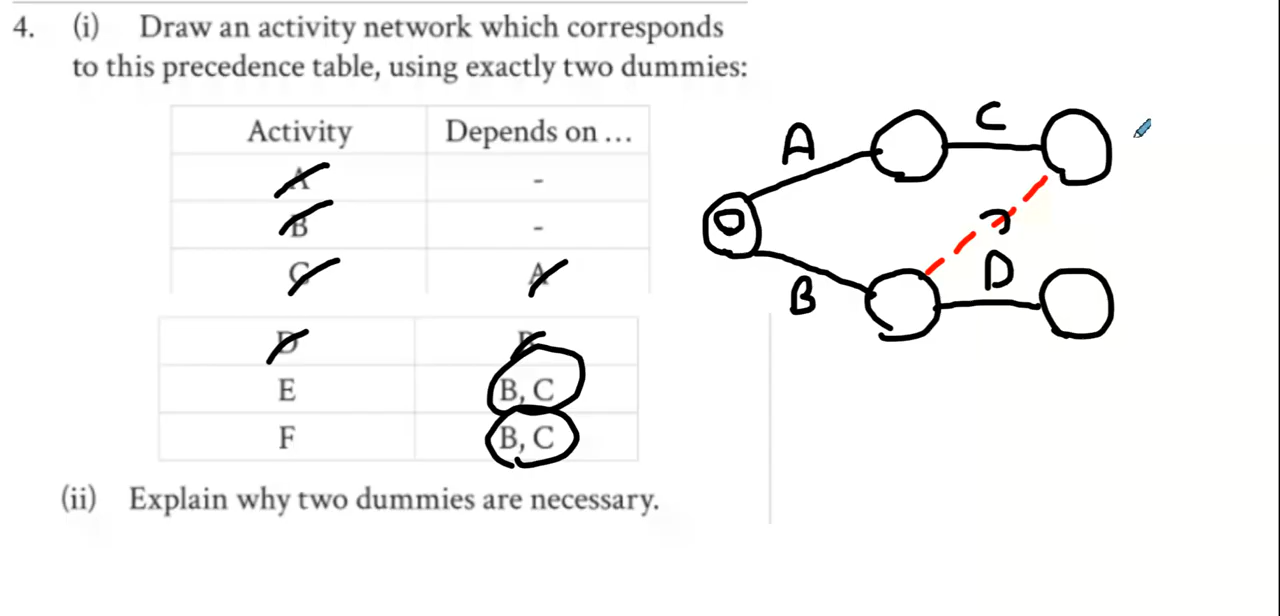 4. (i) Draw an activity network which corresponds
to this precedence table, using exactly two dummies:
Activity Depends on ...
A -
B -
C A
D B
E B, C
F B, C
(ii) Explain why two dummies are necessary.
A C
B D